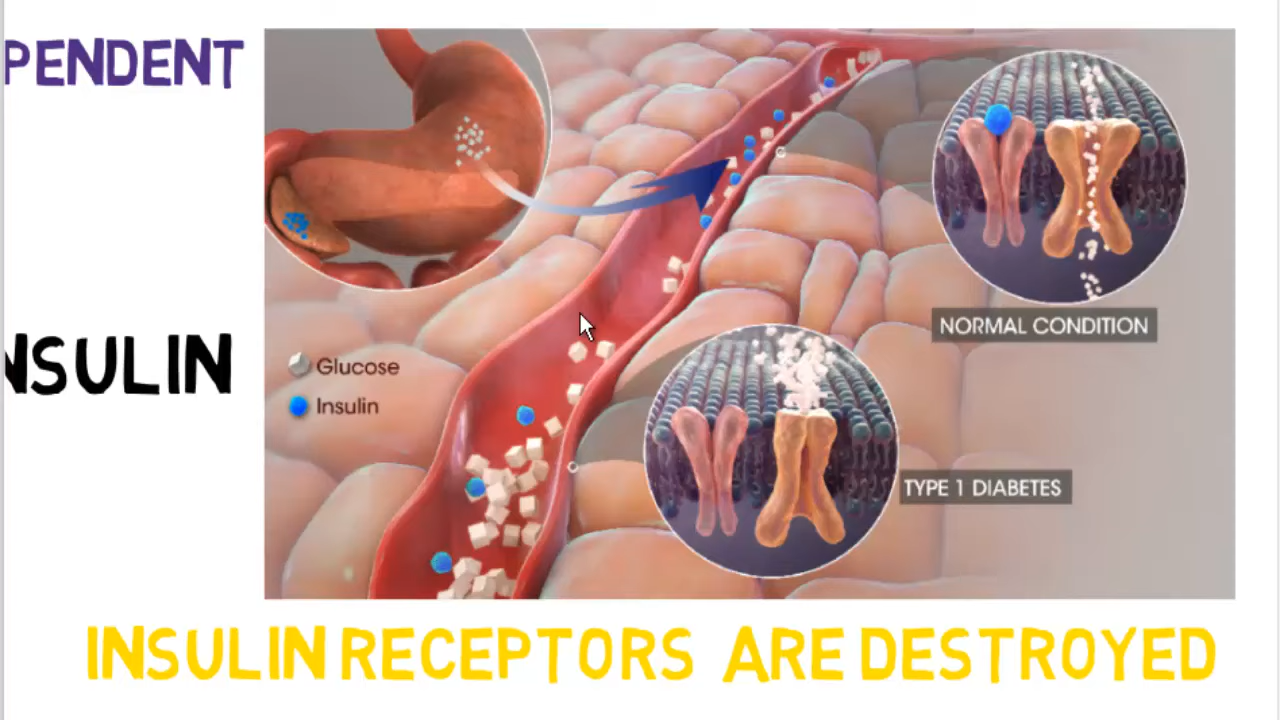 PENDENT
NORMAL CONDITION
NSULIN
Glucose
Insulin
TYPE 1 DIABETES
INSULIN RECEPTORS ARE DESTROYED